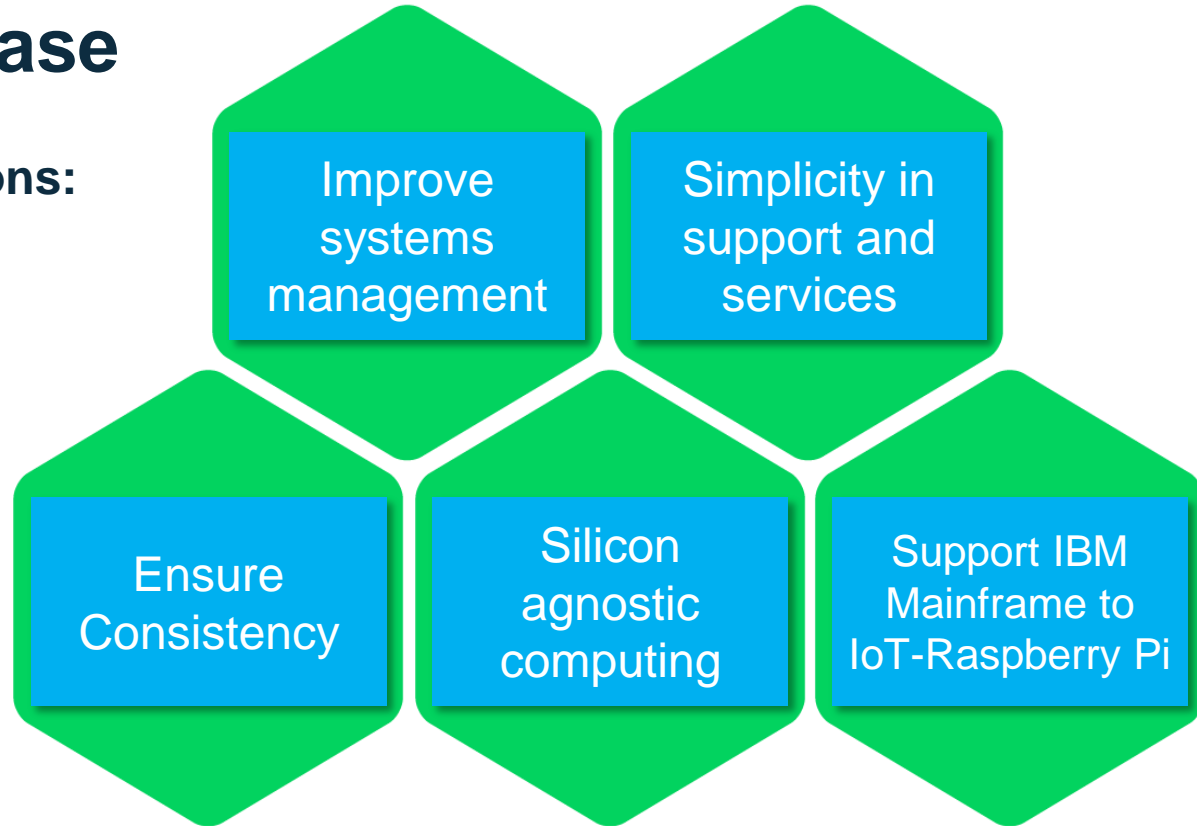 ase
ons:
Improve
systems
management
Simplicity in
support and
services
Ensure
Consistency
Silicon
agnostic
computing
Support IBM
Mainframe to
IoT-Raspberry Pi